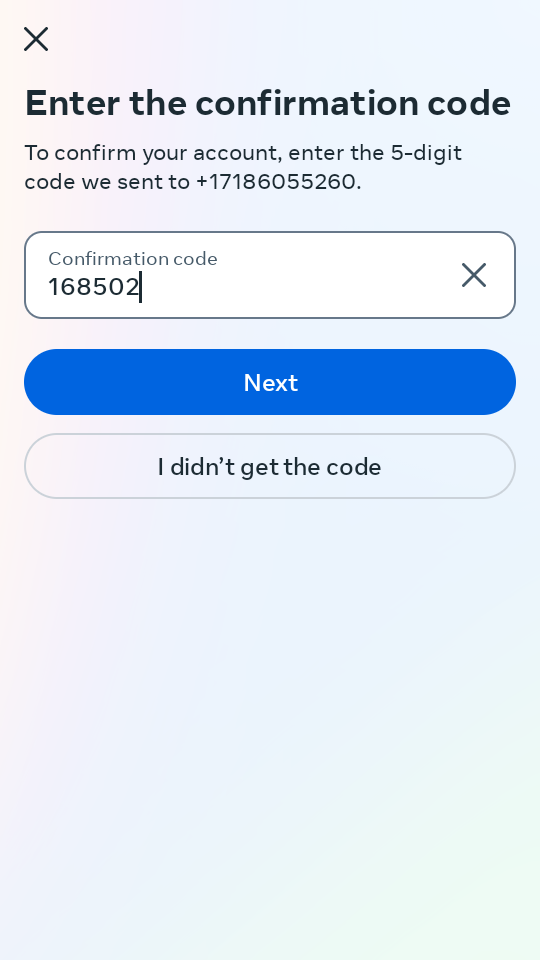 Enter the confirmation code
To confirm your account, enter the 5-digit
code we sent to +17186055260.
Confirmation code
168502
Next
I didn’t get the code